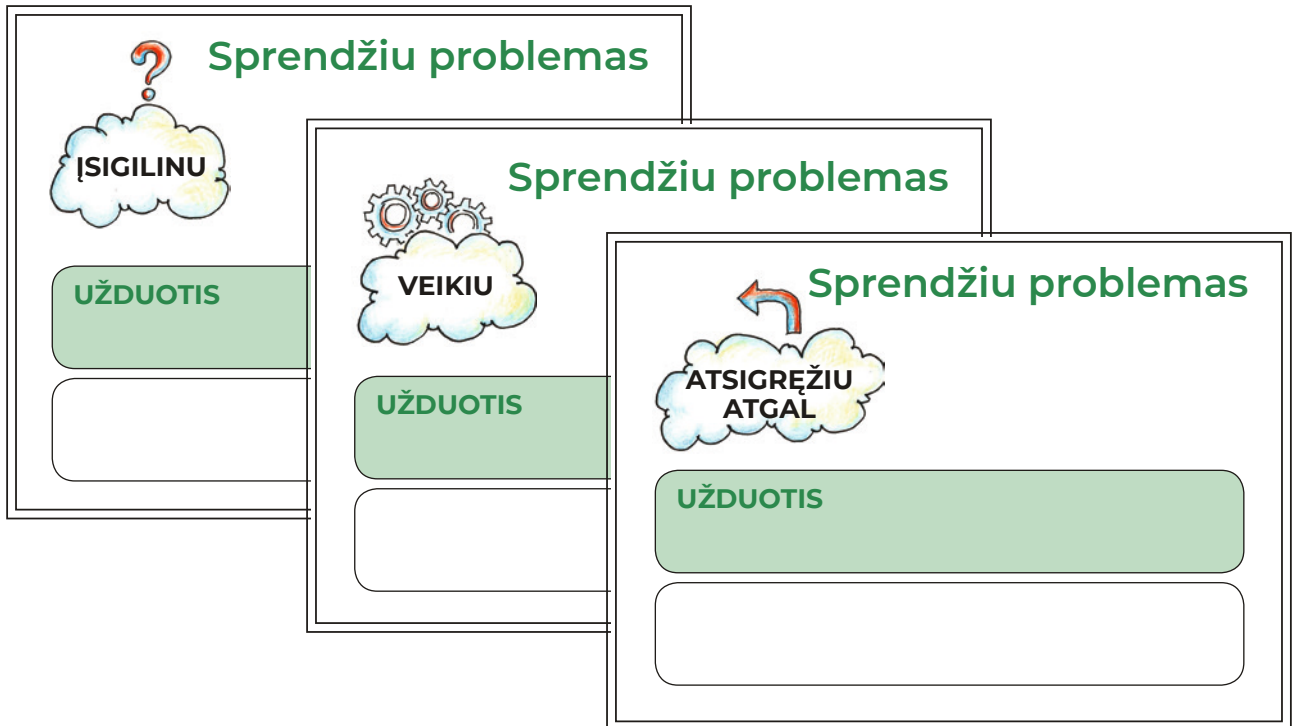 Sprendžiu problemas
ĮSIGILINU
UŽDUOTIS
Sprendžiu problemas
VEIKIU
UŽDUOTIS
Sprendžiu problemas
ATSIGRĘŽIU
ATGAL
UŽDUOTIS